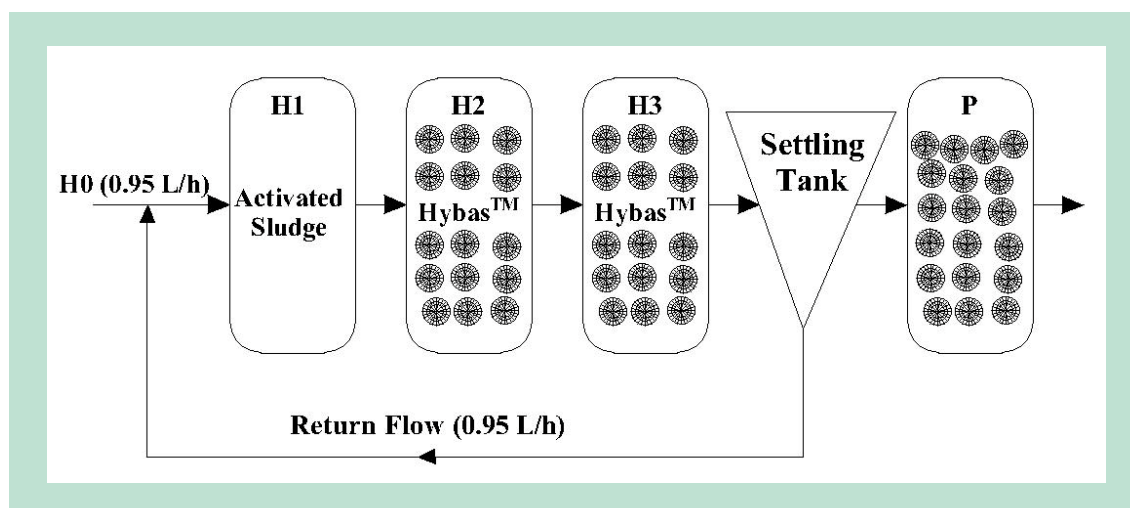 H0 (0.95 L/h)
H1
Activated
Sludge
H2
Hybas™
H3
Hybas™
Settling
Tank
P
Return Flow (0.95 L/h)